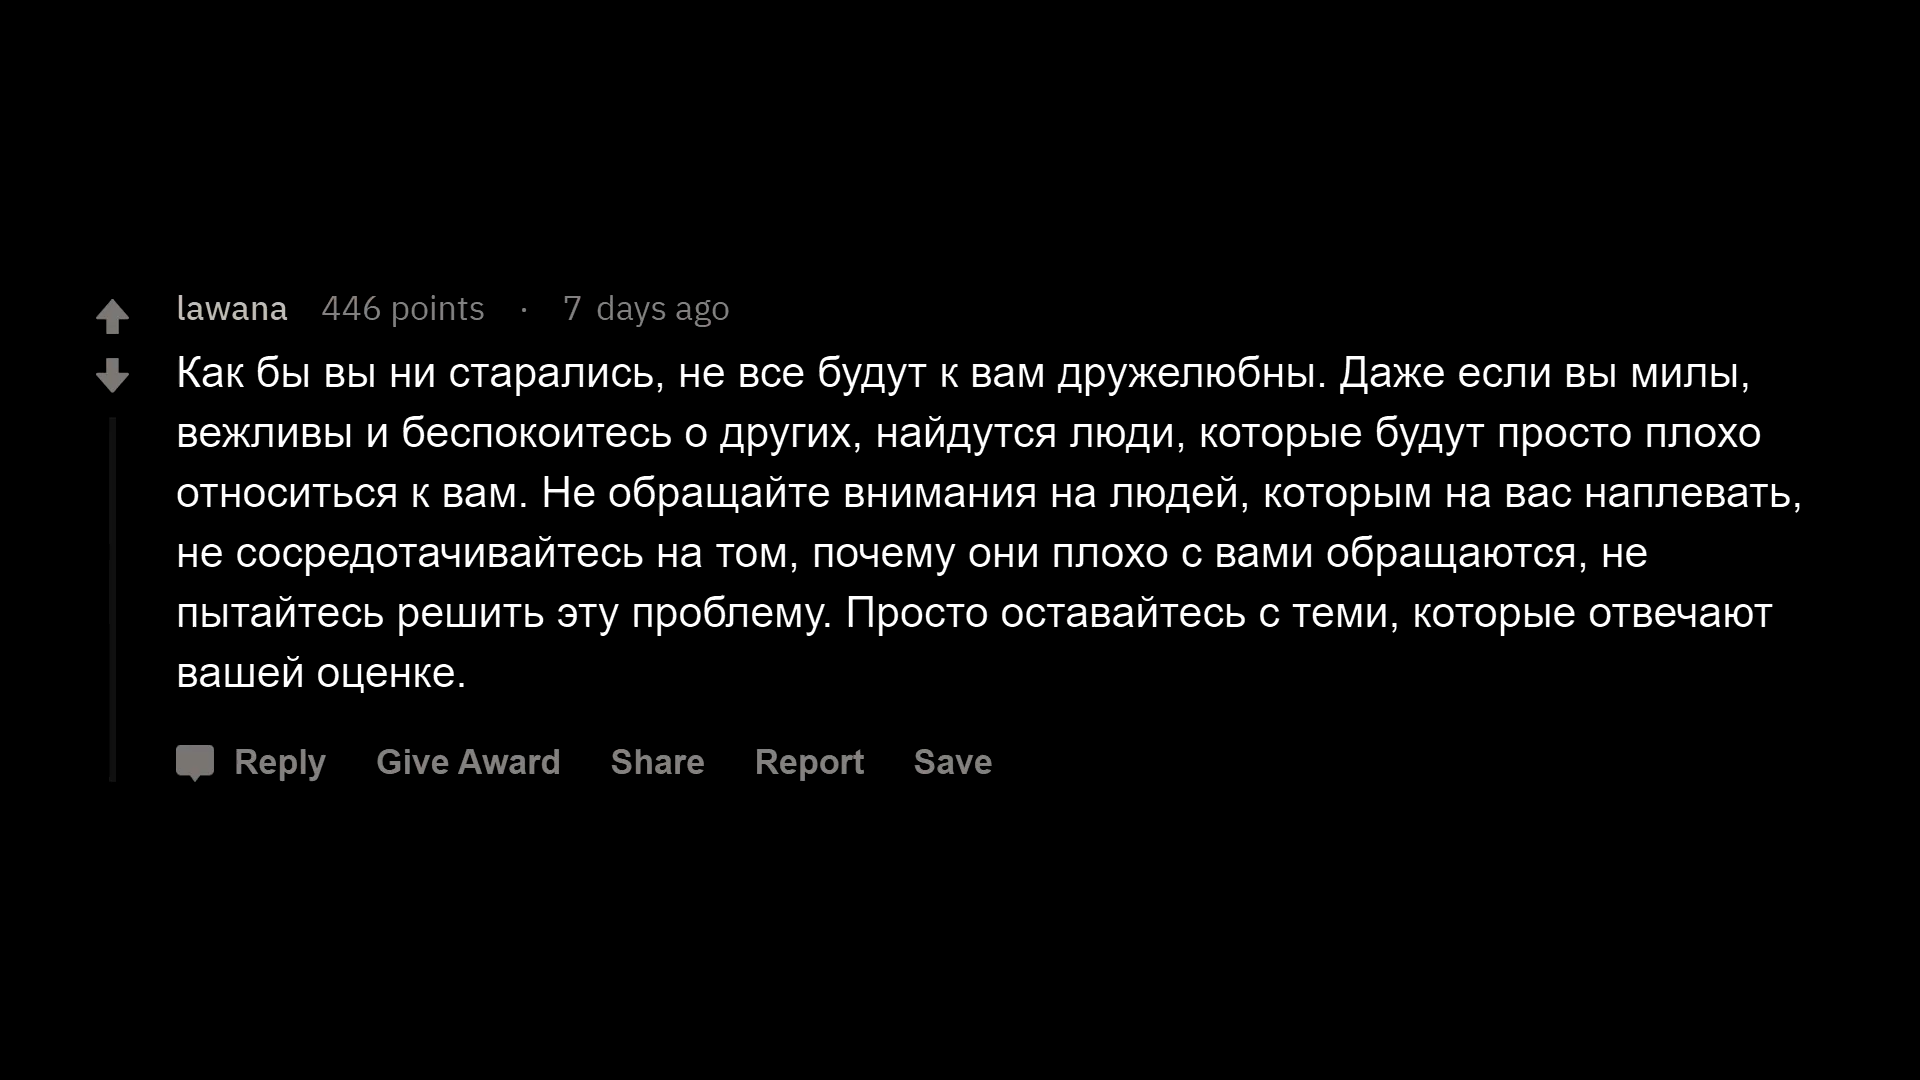 lawana 446 points · 7 days ago
Как бы вы ни старались, не все будут к вам дружелюбны. Даже если вы милы,
вежливы и беспокоитесь о других, найдутся люди, которые будут просто плохо
относиться к вам. Не обращайте внимания на людей, которым на вас наплевать,
не сосредотачивайтесь на том, почему они плохо с вами обращаются, не
пытайтесь решить эту проблему. Просто оставайтесь с теми, которые отвечают
вашей оценке.
Reply Give Award Share Report Save